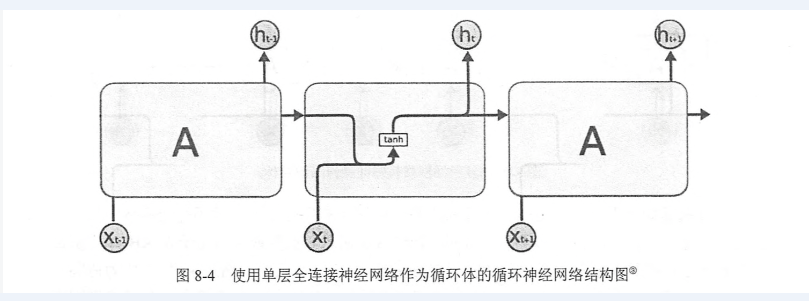 h_{t-1} h_t h_{t+1}
A tanh A
X_{t-1} X_t X_{t+1}
图 8-4 使用单层全连接神经网络作为循环体的循环神经网络结构图⑧